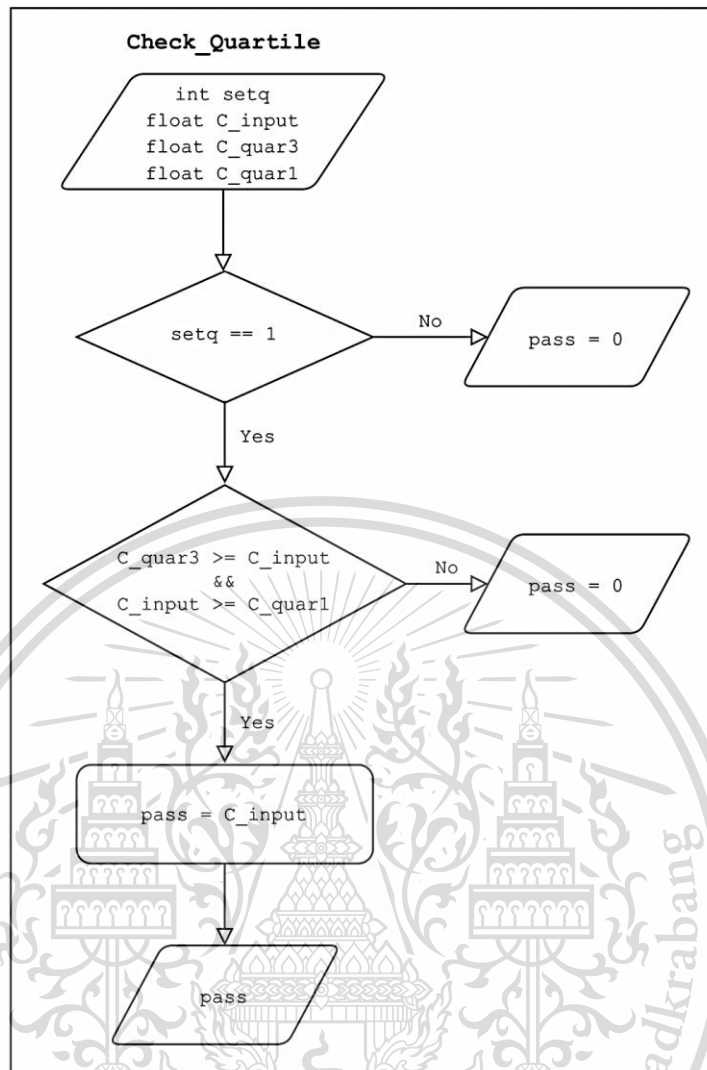 Check_Quartile
int setq
float C_input
float C_quar3
float C_quar1
setq == 1
No
pass = 0
Yes
C_quar3 >= C_input
&&
C_input >= C_quar1
No
pass = 0
Yes
pass = C_input
pass